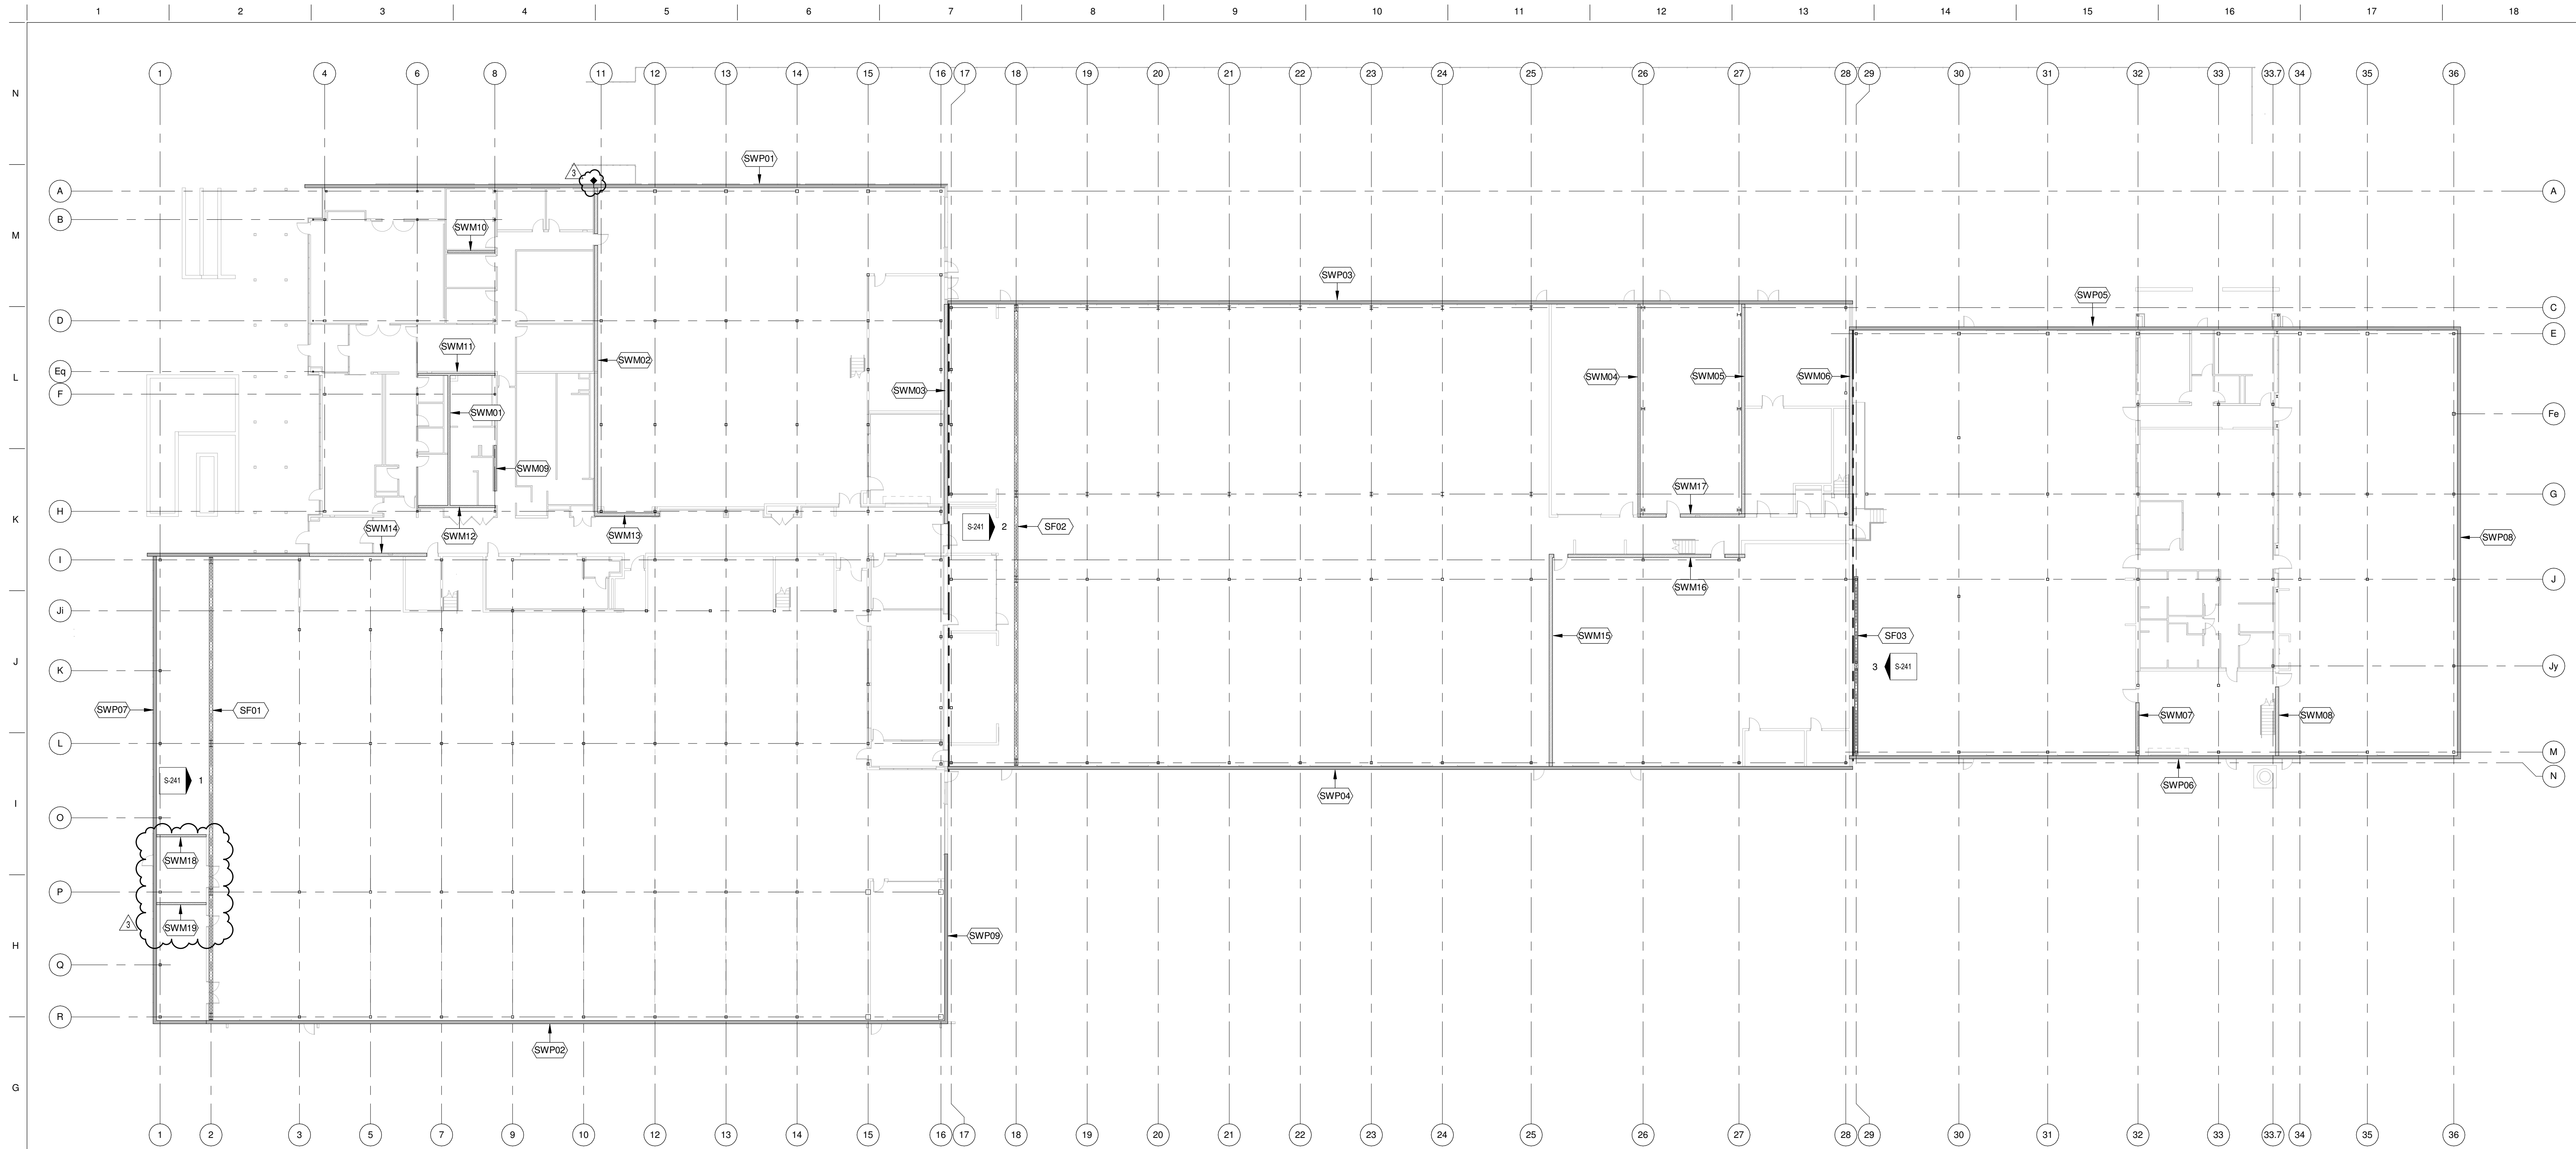 1 2 3 4 5 6 7 8 9 10 11 12 13 14 15 16 17 18
1 4 6 8 11 12 13 14 15 16 17 18 19 20 21 22 23 24 25 26 27 28 29 30 31 32 33 33.7 34 35 36
N
SWP01
3
A A
B
M
SWM10
SWP03
SWP05
C
D
E
SWM11
SWM02
Eq
L
SWM03 SWM04 SWM05 SWM06
F
SWM01
Fe
SWM09
SWM17
G
H
K
S-241 2
SF02
SWM14
SWM12 SWM13
SWP08
I
J
SWM16
Ji
SWM15
SF03
J
3 S-241
Jy
K
SWP07
SF01
SWM07
SWM08
L
M
N
S-241 1
SWP06
SWP04
I
O
SWM18
P
3
SWM19
SWP09
H
Q
R
SWP02
G
1 2 3 5 7 9 10 12 13 14 15 16 17 18 19 20 21 22 23 24 25 26 27 28 29 30 31 32 33 33.7 34 35 36